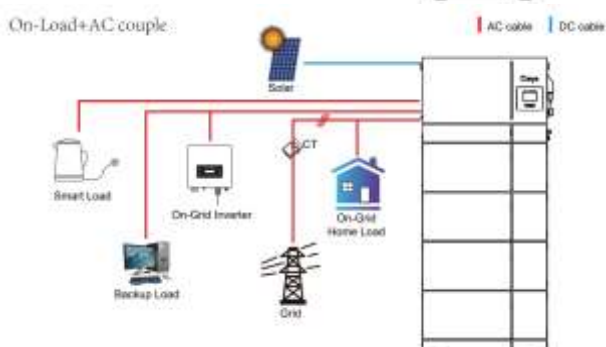 On-Load+AC couple
AC cable
DC cable
Solar
CT
Smart Load
On-Grid Inverter
On-Grid
Home Load
Backup Load
Grid